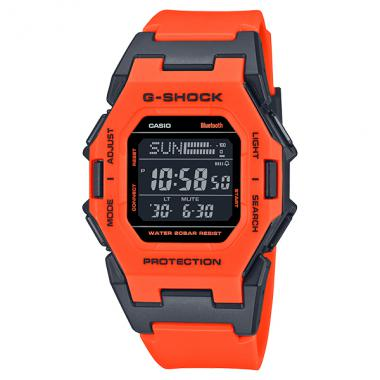 G-SHOCK
CASIO Bluetooth
ADJUST
MODE
LIGHT
SEARCH
RESET
CONNECT
START
SUN
-100
P 10:58 50
LT MUTE
30 6:30
WATER 20BAR RESIST
PROTECTION